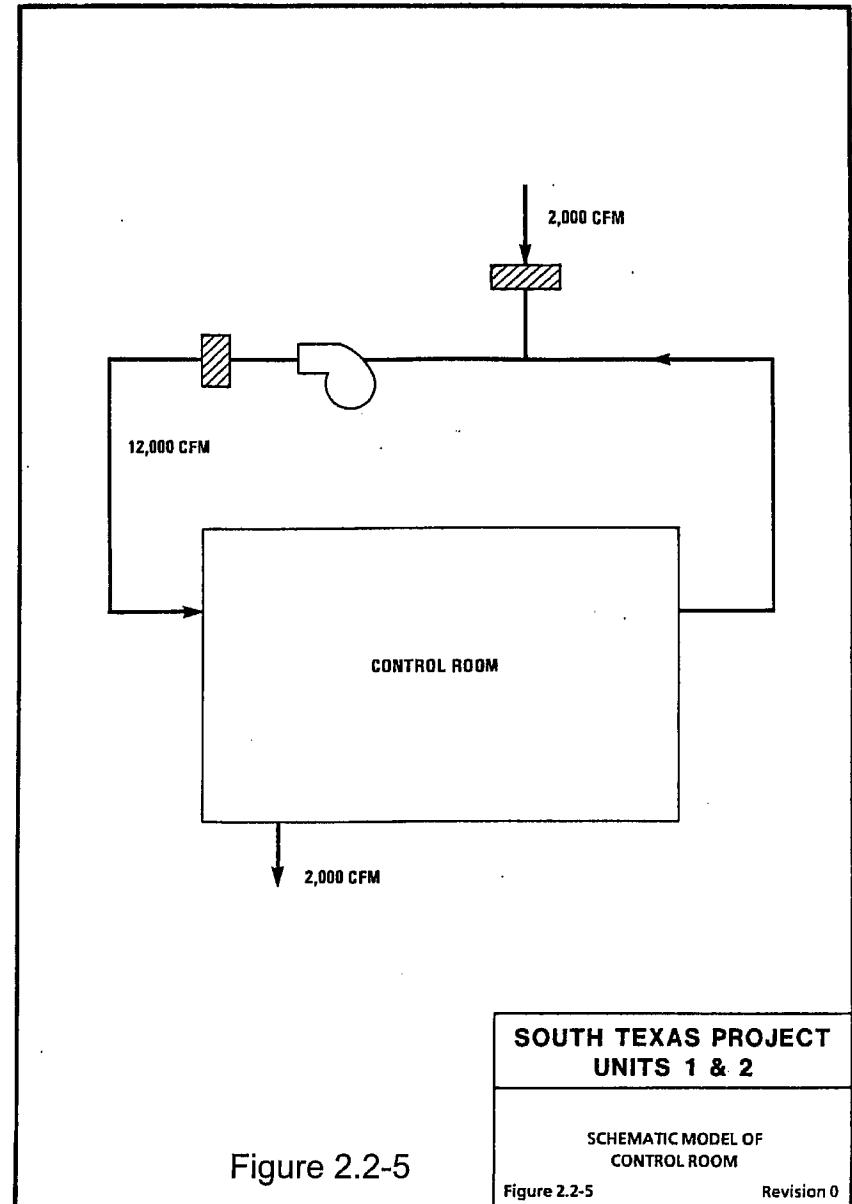 2,000 CFM
12,000 CFM
CONTROL ROOM
2,000 CFM
SOUTH TEXAS PROJECT
UNITS 1 & 2
SCHEMATIC MODEL OF
CONTROL ROOM
Figure 2.2-5
Figure 2.2-5 Revision 0